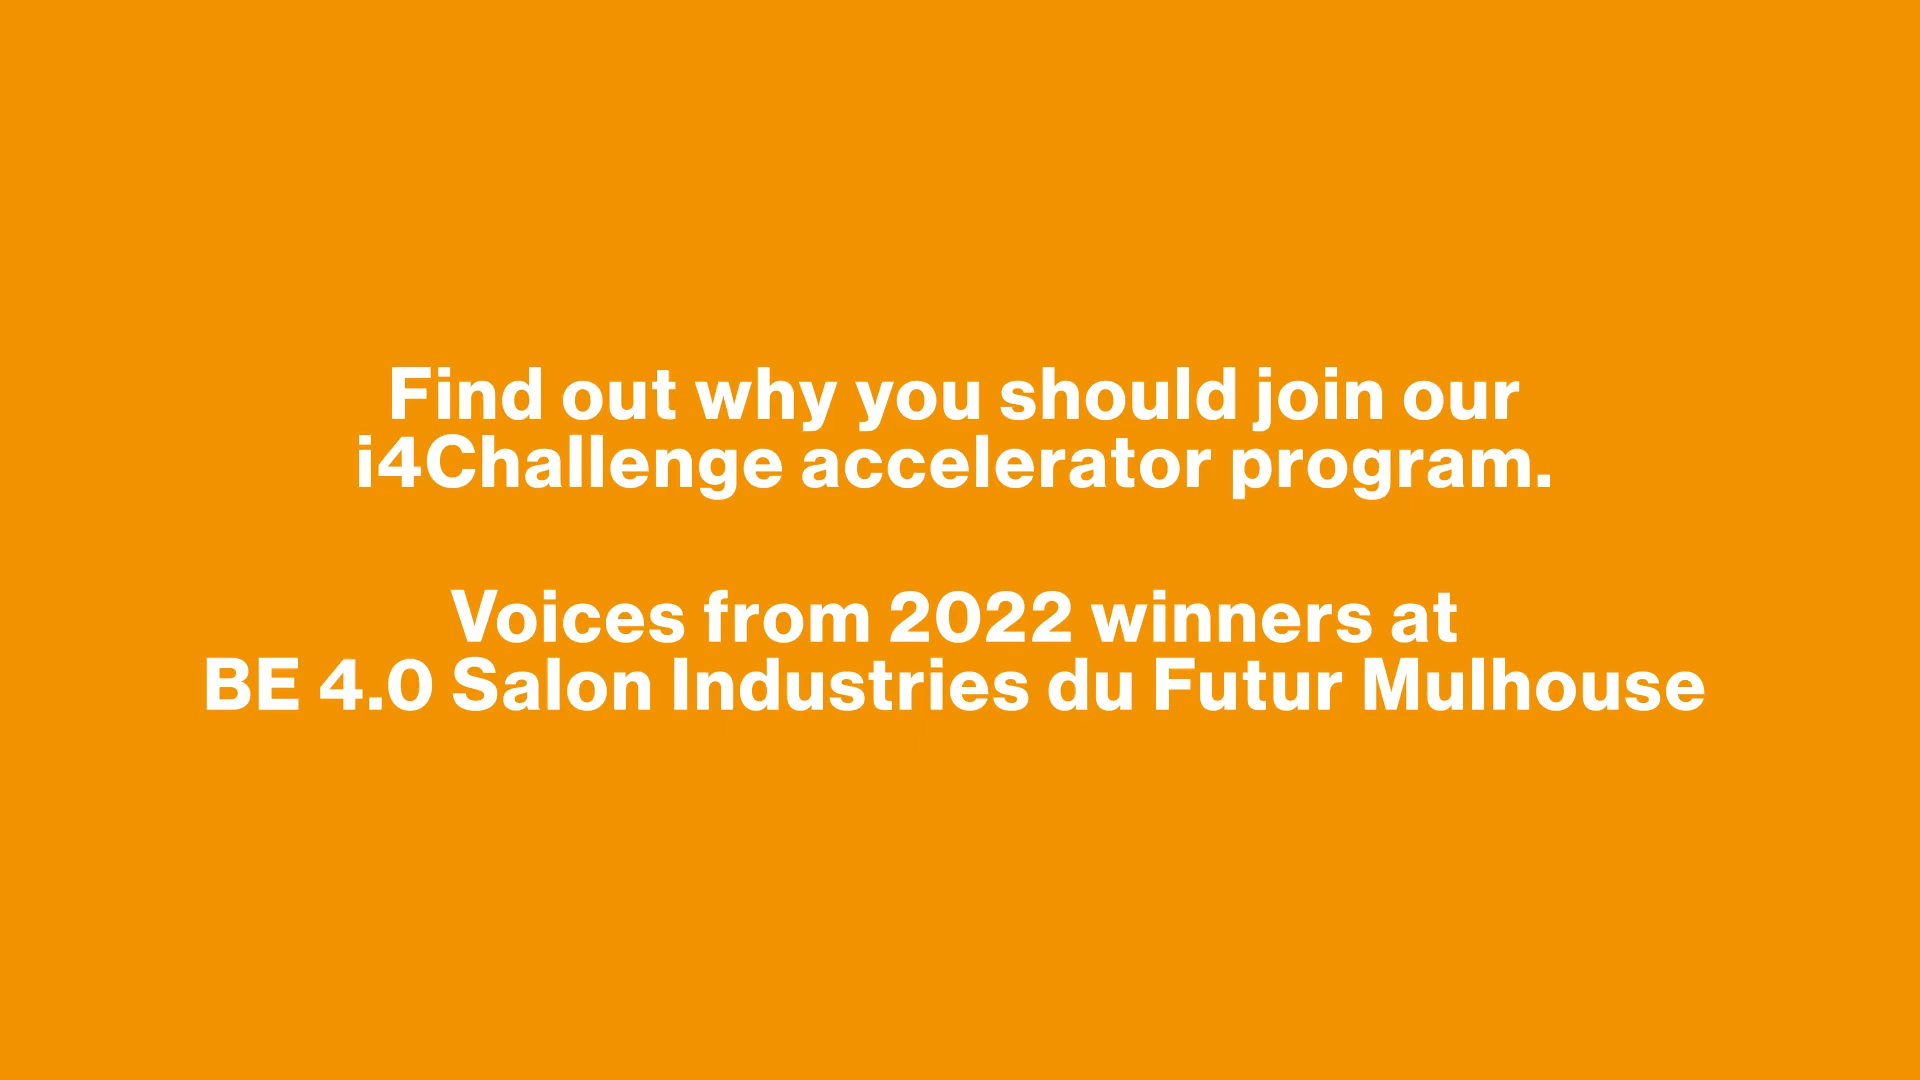 Find out why you should join our
i4Challenge accelerator program.
Voices from 2022 winners at
BE 4.0 Salon Industries du Futur Mulhouse